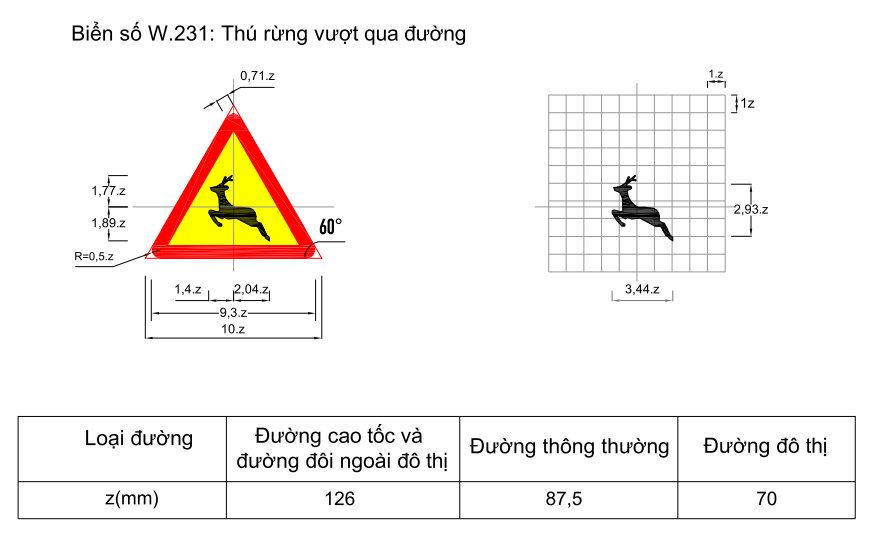 Biển số W.231: Thú rừng vượt qua đường
0,71.z
1.z
1z
1,77.z
1,89.z
60°
2,93.z
R=0,5.z
1,4.z
2,04.z
3,44.z
9,3.z
10.z
Loại đường
Đường cao tốc và
đường đôi ngoài đô thị
Đường thông thường
Đường đô thị
z(mm)
126
87,5
70